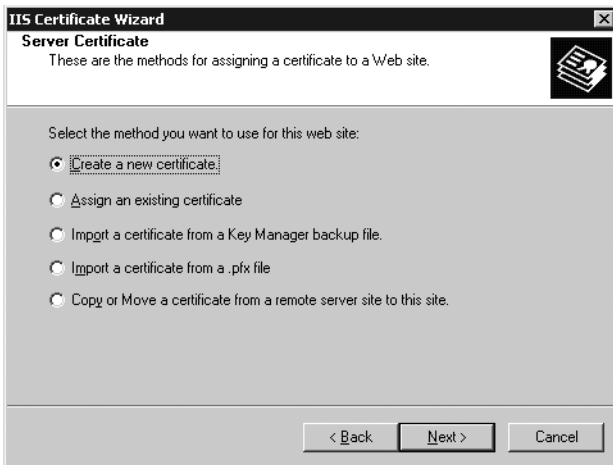 IIS Certificate Wizard
Server Certificate
These are the methods for assigning a certificate to a Web site.
Select the method you want to use for this web site:
Create a new certificate.
Assign an existing certificate
Import a certificate from a Key Manager backup file.
Import a certificate from a .pfx file
Copy or Move a certificate from a remote server site to this site.
< Back Next > Cancel